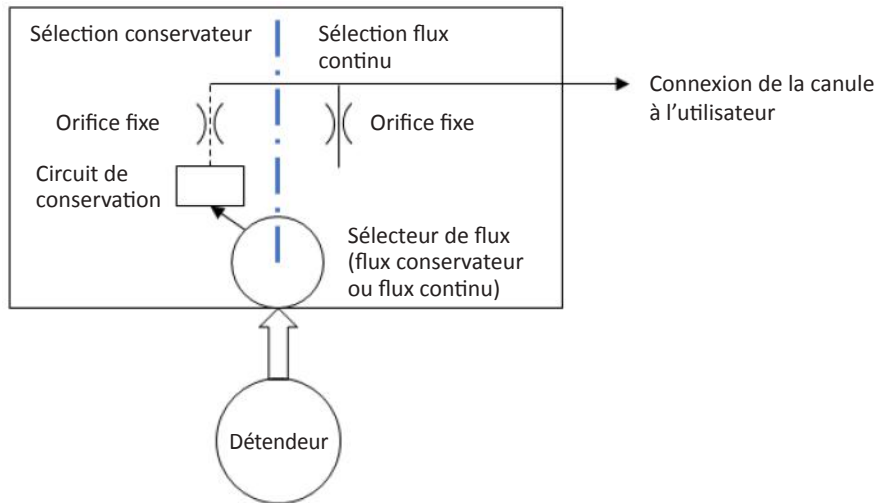 Sélection conservateur
Sélection flux
continu
Connexion de la canule
à l’utilisateur
Orifice fixe
Orifice fixe
Circuit de
conservation
Sélecteur de flux
(flux conservateur
ou flux continu)
Détendeur